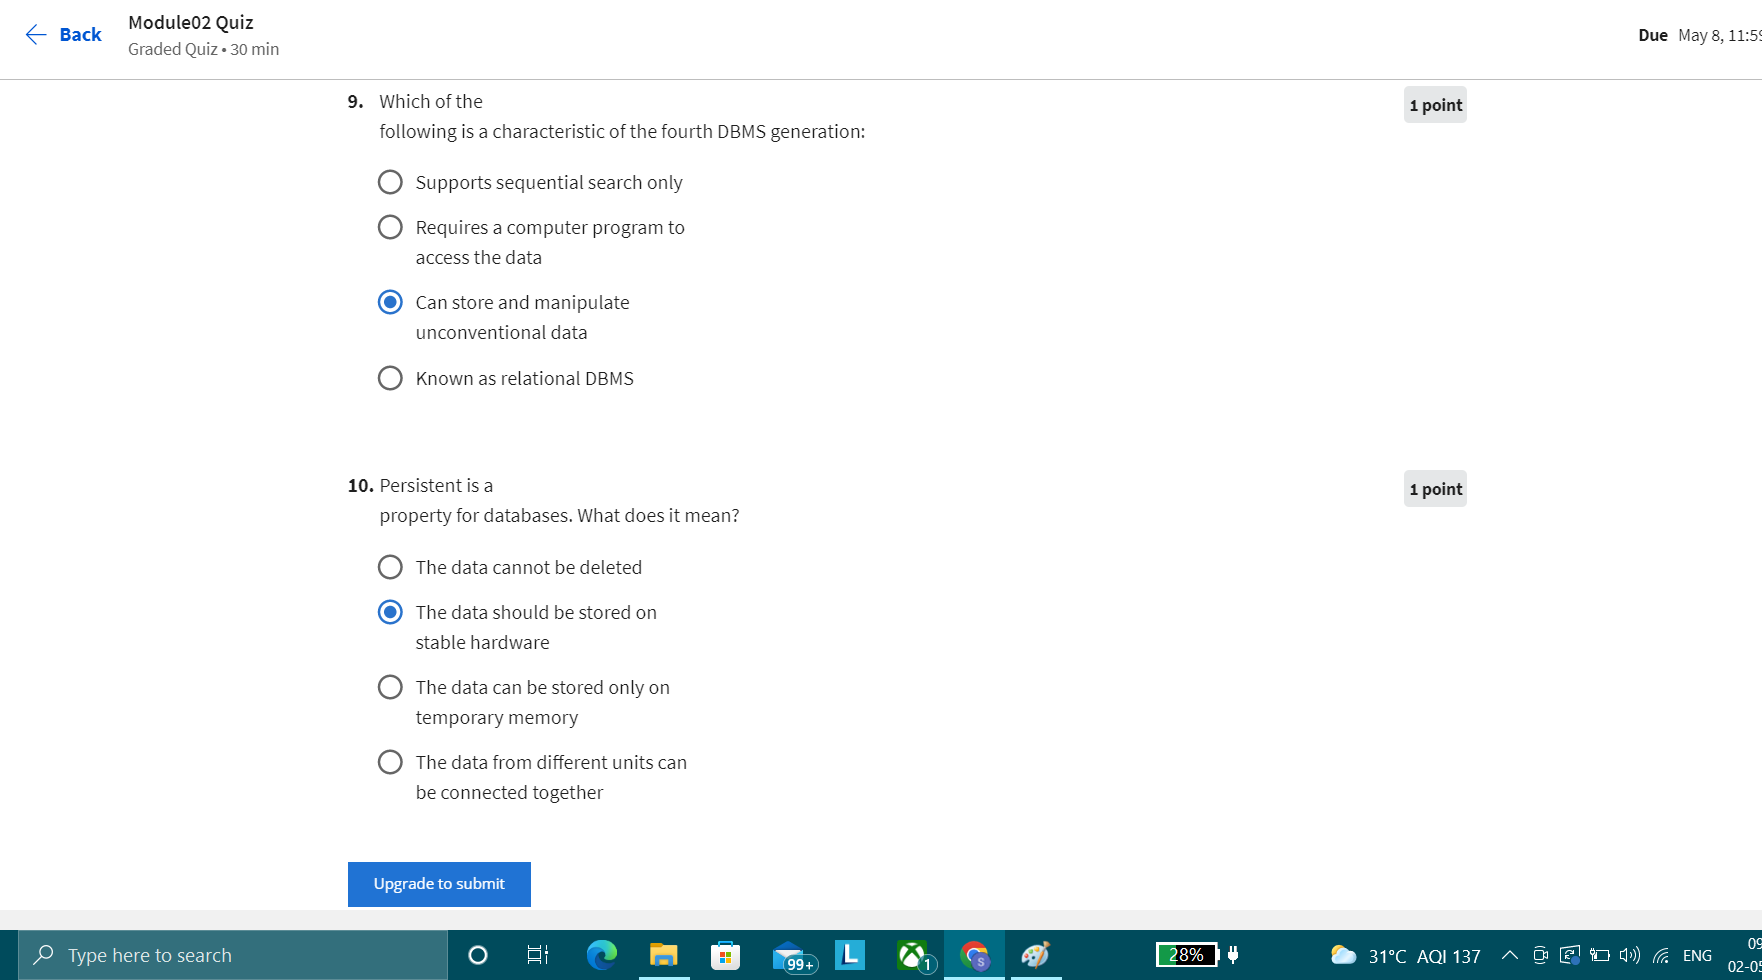 Back
Module02 Quiz
Graded Quiz • 30 min
Due May 8, 11:59
9. Which of the
following is a characteristic of the fourth DBMS generation:
1 point
Supports sequential search only
Requires a computer program to
access the data
Can store and manipulate
unconventional data
Known as relational DBMS
10. Persistent is a
property for databases. What does it mean?
1 point
The data cannot be deleted
The data should be stored on
stable hardware
The data can be stored only on
temporary memory
The data from different units can
be connected together
Upgrade to submit
Type here to search
99+
L
1
S
28%
31°C AQI 137
ENG
09
02-05